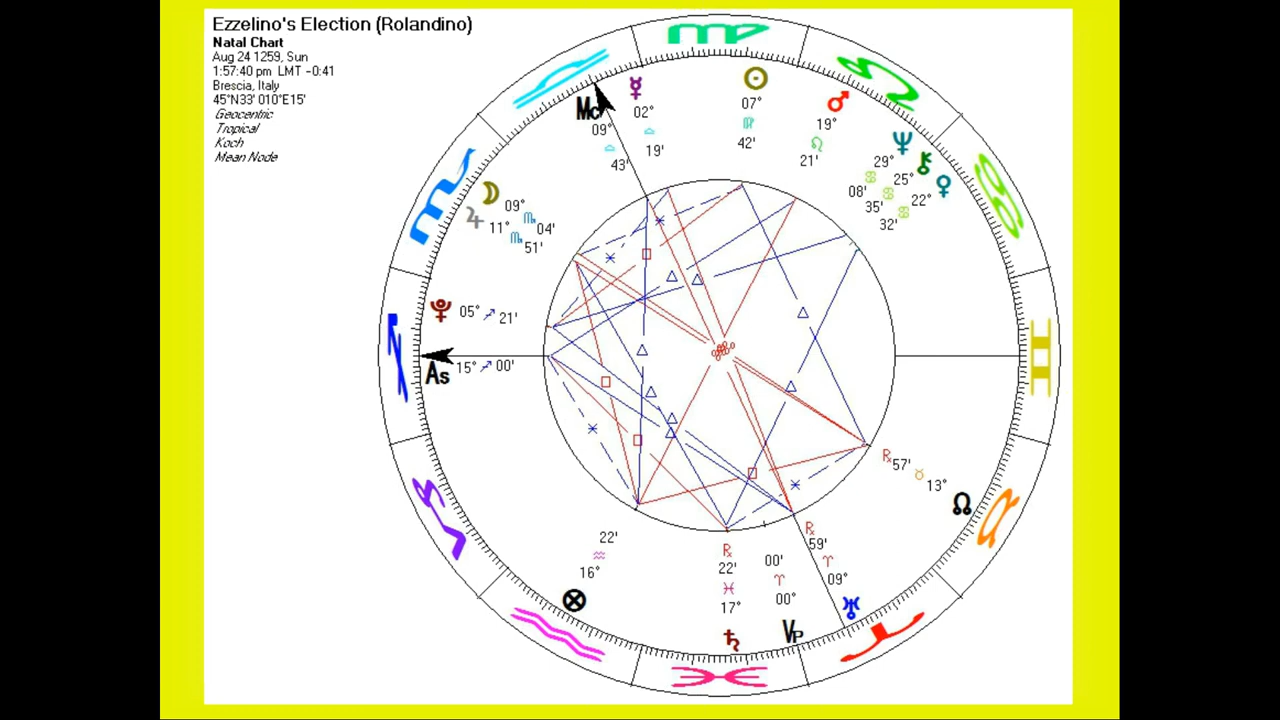 Ezzelino's Election (Rolandino)
Natal Chart
Aug 24 1259, Sun
1:57:40 pm LMT -0:41
Brescia, Italy
45°N33' 010°E15'
Geocentric
Tropical
Koch
Mean Node
Mc
09°
43'
02°
19'
07°
42'
19°
21'
29°
08'
25°
35'
22°
32'
09°
04'
11°
51'
05° 21'
As 15° 00'
57'
13°
22'
16°
22'
17°
00'
00°
Vp
59'
09°